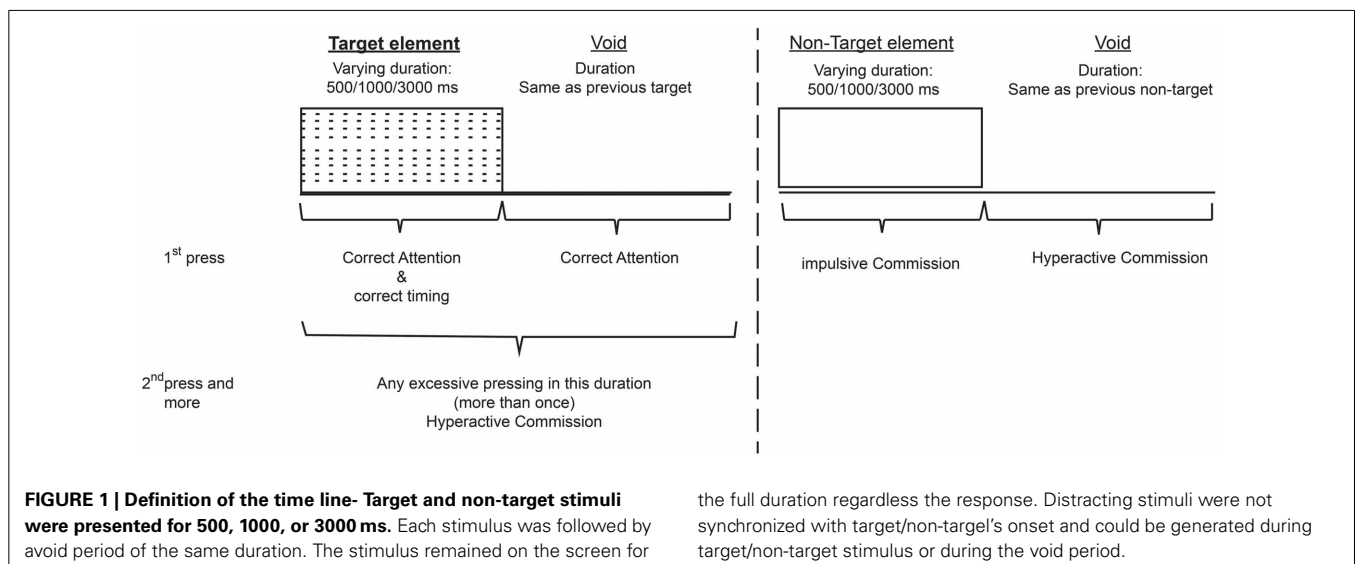 Target element Void Non-Target element Void
Varying duration: Duration Varying duration: Duration:
500/1000/3000 ms Same as previous target 500/1000/3000 ms Same as previous non-target
1st press Correct Attention Correct Attention impulsive Commission Hyperactive Commission
&
correct timing
2nd press and Any excessive pressing in this duration
more (more than once)
Hyperactive Commission
FIGURE 1 | Definition of the time line- Target and non-target stimuli
were presented for 500, 1000, or 3000 ms. Each stimulus was followed by
avoid period of the same duration. The stimulus remained on the screen for
the full duration regardless the response. Distracting stimuli were not
synchronized with target/non-targel's onset and could be generated during
target/non-target stimulus or during the void period.